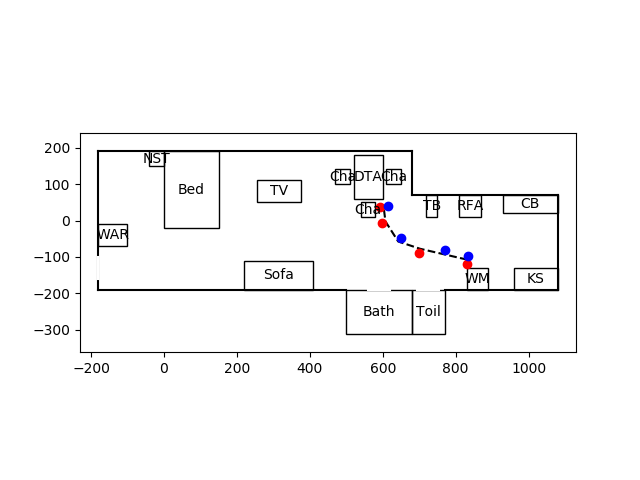 200
100
0
−100
−200
−300
−200
0
200
400
600
800
1000
NST
Bed
TV
Cha
DTA
Cha
Cha
TB
RFA
CB
WAR
Sofa
WM
KS
Bath
Toil